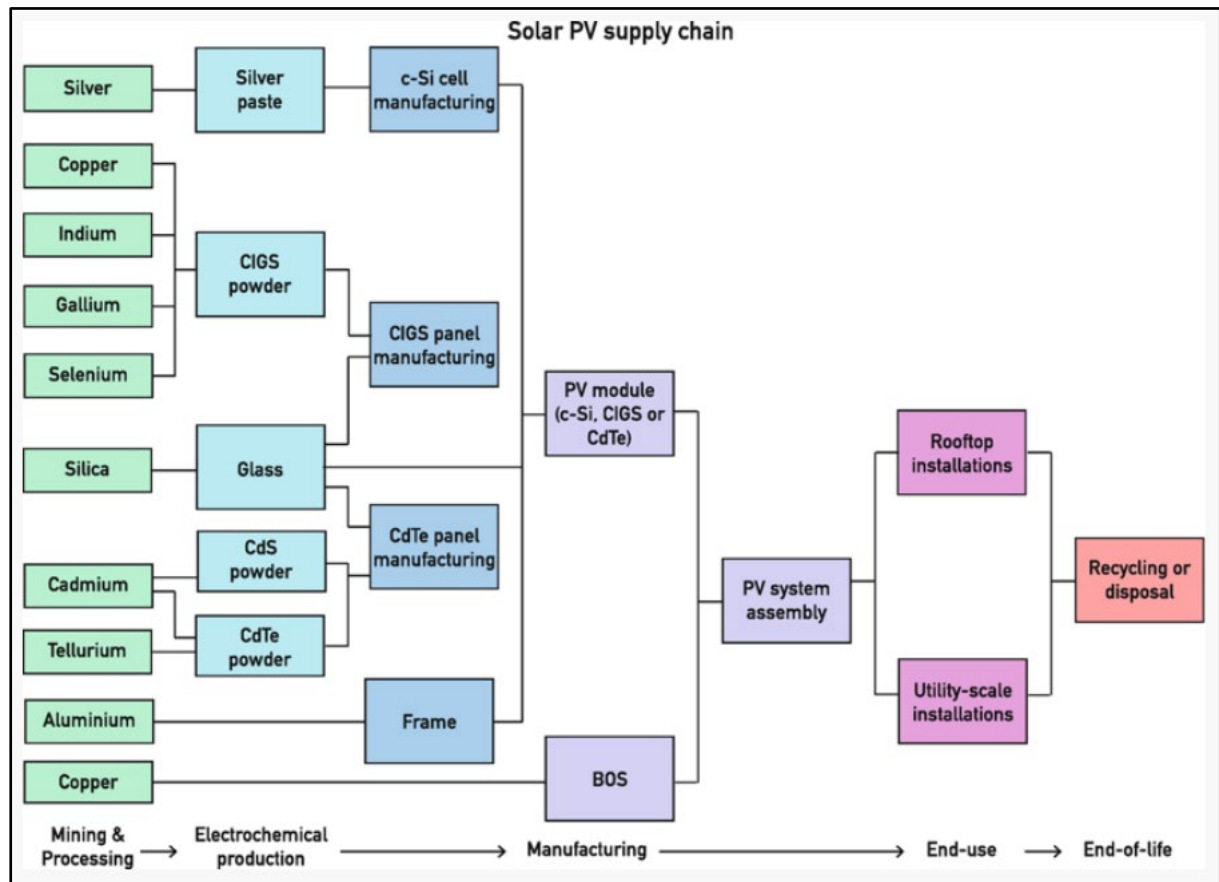 Solar PV supply chain
Silver
Silver
paste
c-Si cell
manufacturing
Copper
Indium
CIGS
powder
Gallium
CIGS panel
manufacturing
Selenium
PV module
(c-Si, CIGS or
CdTe)
Rooftop
installations
Silica
Glass
CdTe panel
manufacturing
CdS
powder
Cadmium
PV system
assembly
Recycling or
disposal
CdTe
powder
Tellurium
Aluminium
Frame
Utility-scale
installations
Copper
BOS
Mining &
Processing
Electrochemical
production
Manufacturing
End-use
End-of-life